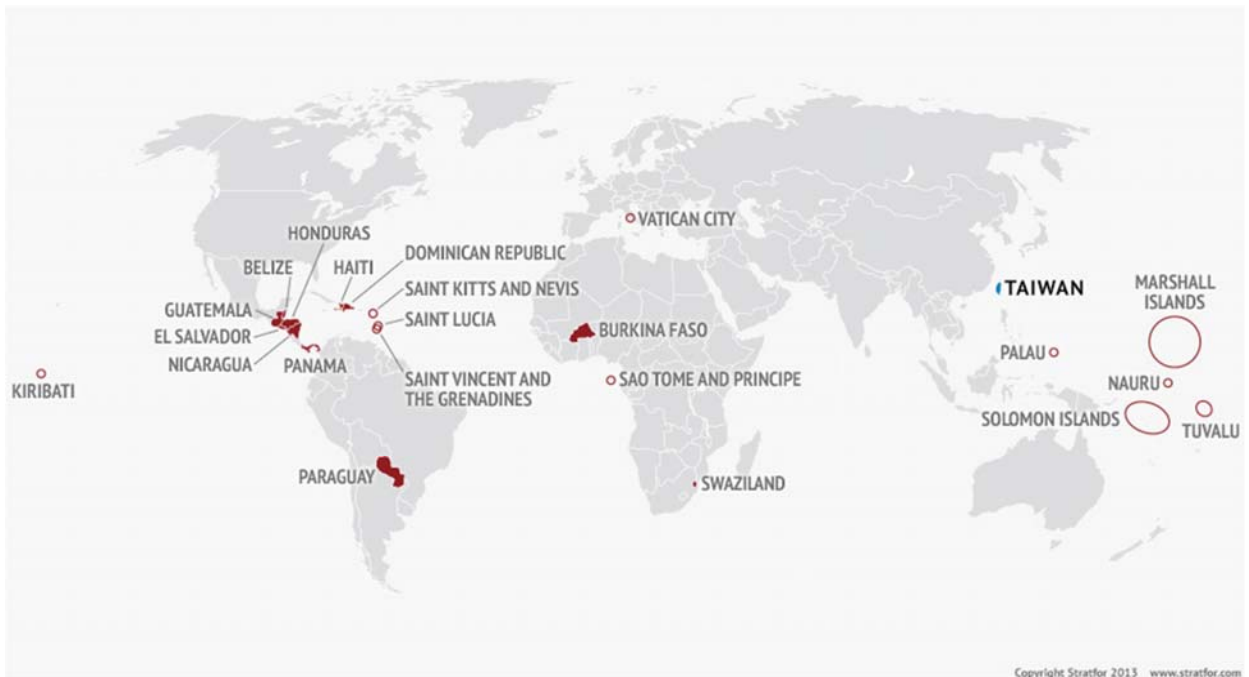 VATICAN CITY
HONDURAS
DOMINICAN REPUBLIC
BELIZE
HAITI
MARSHALL
ISLANDS
TAIWAN
SAINT KITTS AND NEVIS
GUATEMALA
SAINT LUCIA
EL SALVADOR
BURKINA FASO
NICARAGUA
PANAMA
PALAU
SAINT VINCENT AND
THE GRENADINES
SAO TOME AND PRINCIPE
NAURU
KIRIBATI
SOLOMON ISLANDS
TUVALU
PARAGUAY
SWAZILAND
Copyright Stratfor 2013 www.stratfor.com